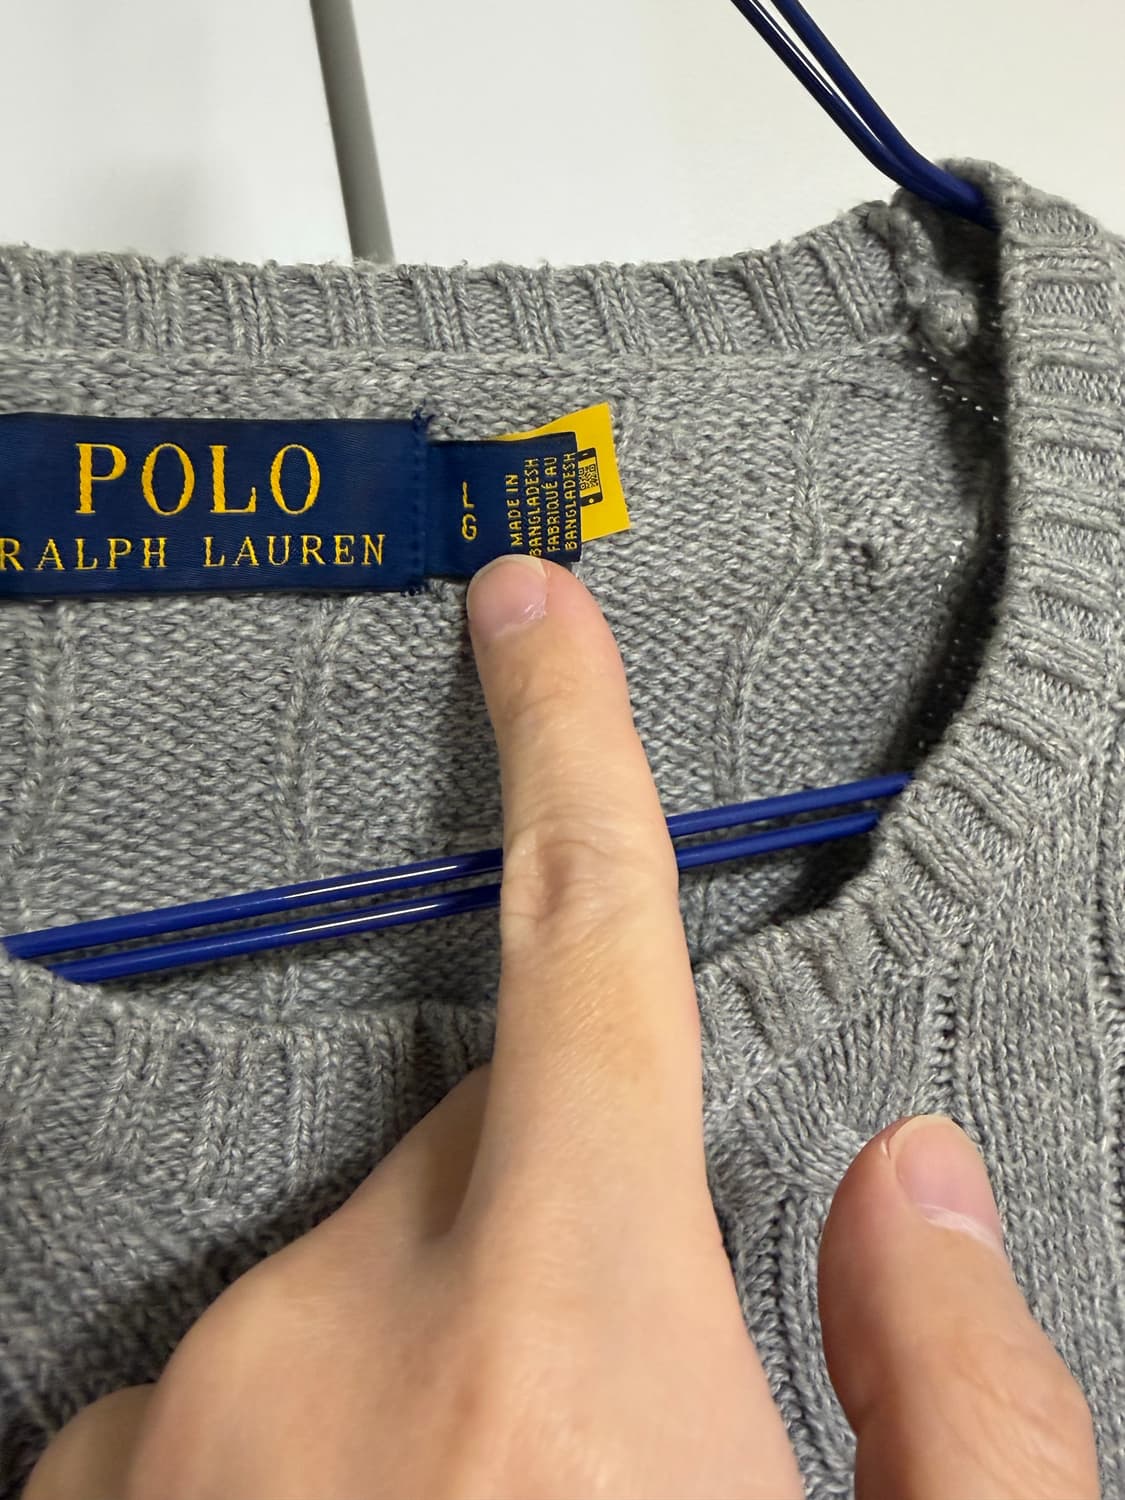 POLO
RALPH LAUREN
L
G
MADE IN
BANGLADESH
FABRIQUÉ AU
BANGLADESH